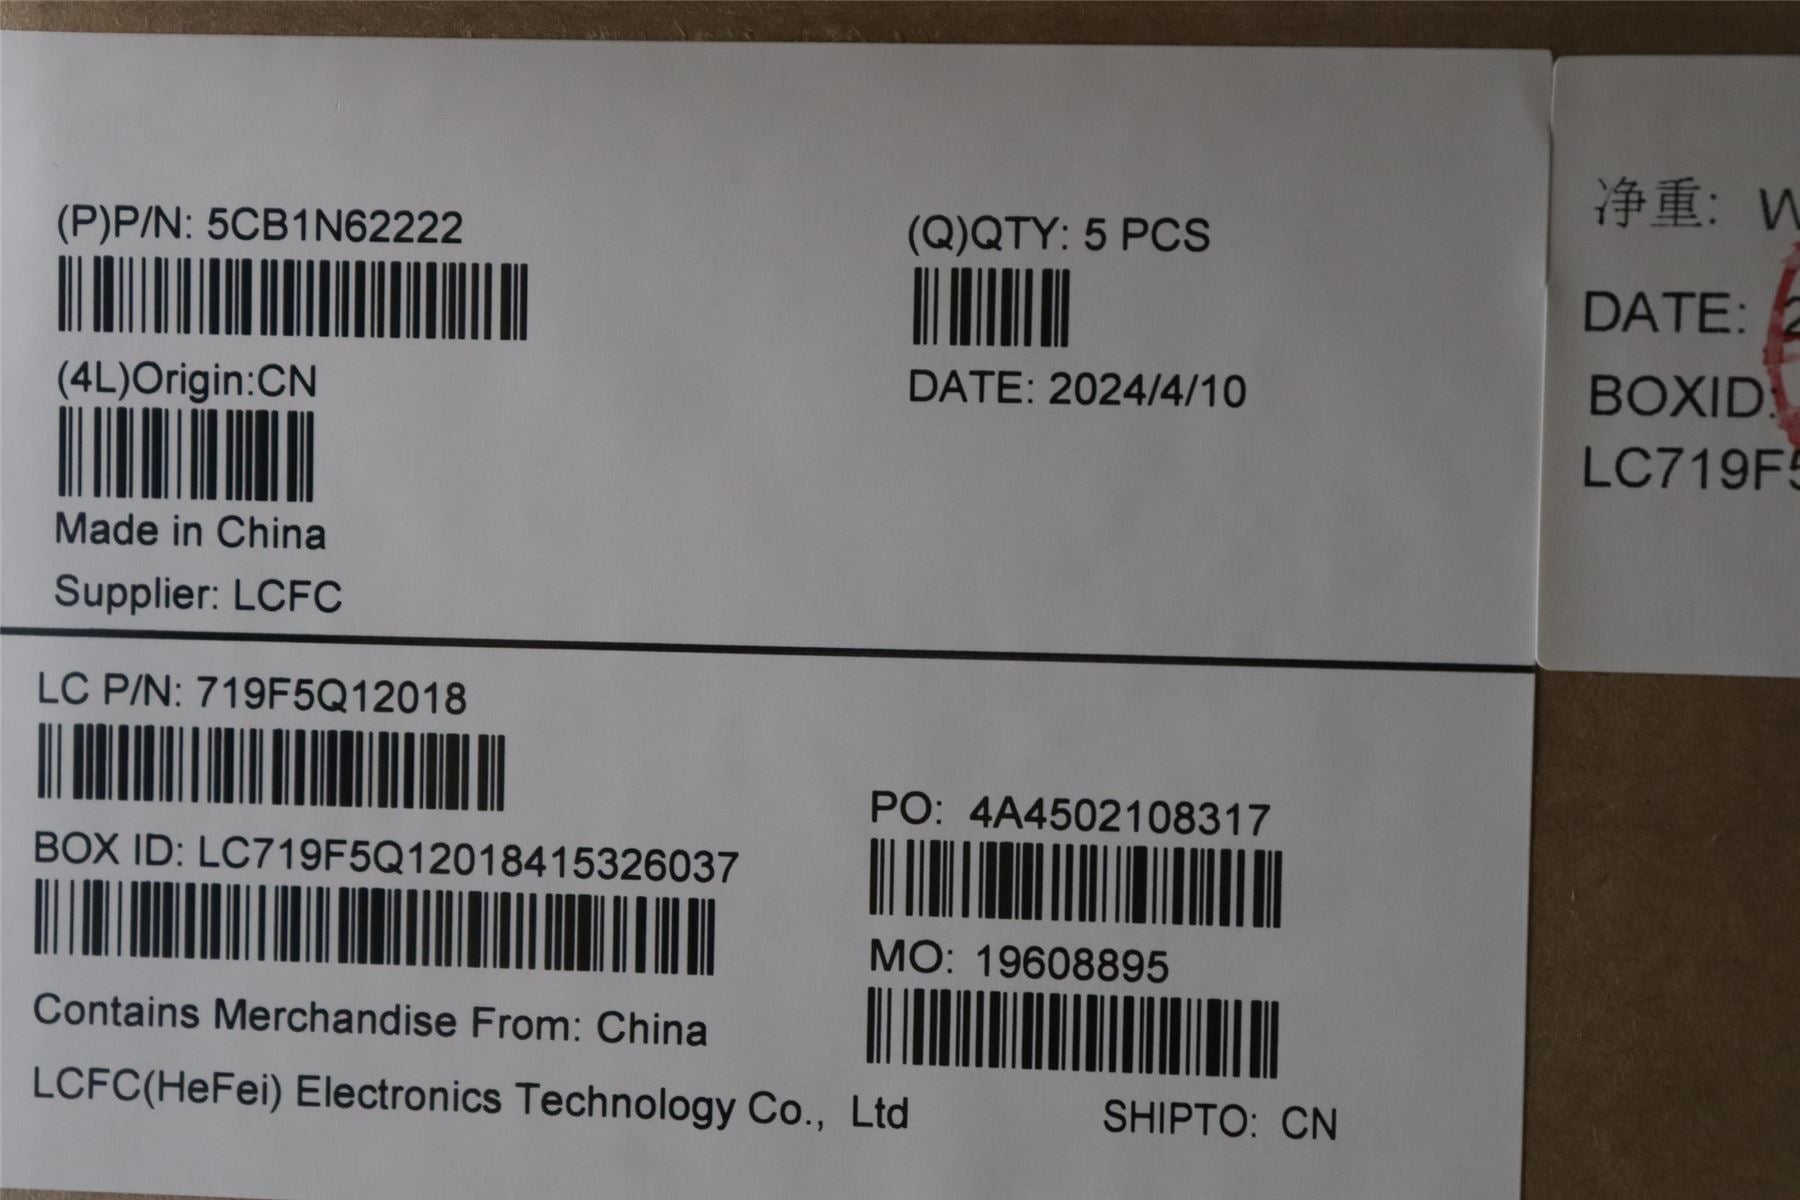 (P)P/N: 5CB1N62222
(4L)Origin:CN
Made in China
Supplier: LCFC
(Q)QTY: 5 PCS
DATE: 2024/4/10
LC P/N: 719F5Q12018
BOX ID: LC719F5Q12018415326037
Contains Merchandise From: China
LCFC(HeFei) Electronics Technology Co., Ltd
PO: 4A4502108317
MO: 19608895
SHIPTO: CN
净重:
DATE:
BOXID:
LC719F5